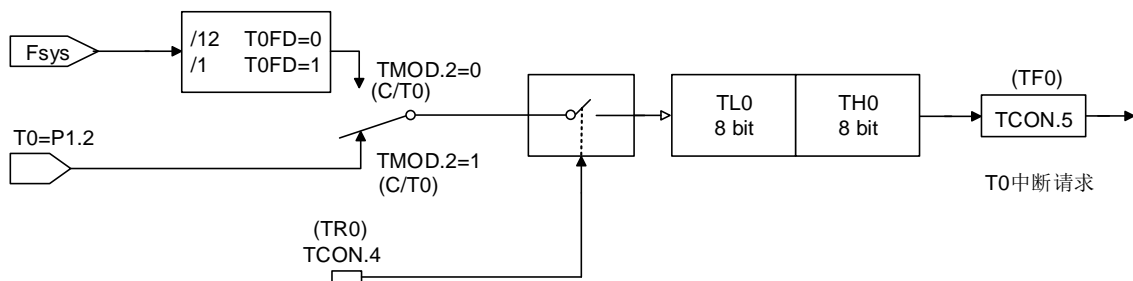 Fsys
/12 T0FD=0
/1 T0FD=1
TMOD.2=0
(C/T0)
T0=P1.2
TMOD.2=1
(C/T0)
(TR0)
TCON.4
TL0
8 bit
TH0
8 bit
(TF0)
TCON.5
T0中断请求